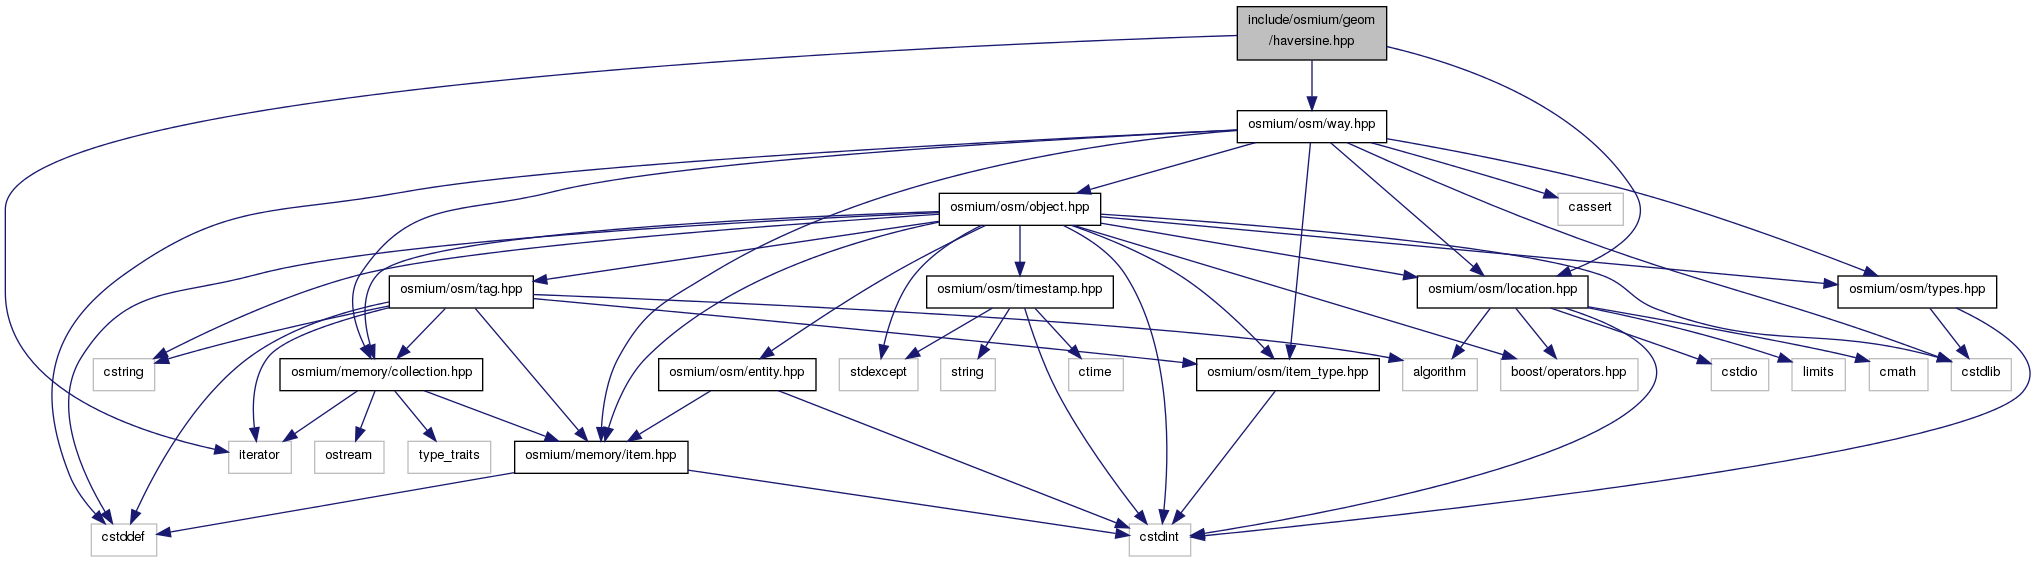 include/osmium/geom
/haversine.hpp
osmium/osm/way.hpp
osmium/osm/object.hpp
cassert
osmium/osm/tag.hpp
osmium/osm/timestamp.hpp
osmium/osm/location.hpp
osmium/osm/types.hpp
cstring
osmium/memory/collection.hpp
osmium/osm/entity.hpp
stdexcept
string
ctime
osmium/osm/item_type.hpp
algorithm
boost/operators.hpp
cstdio
limits
cmath
cstdlib
iterator
ostream
type_traits
osmium/memory/item.hpp
cstddef
cstdint